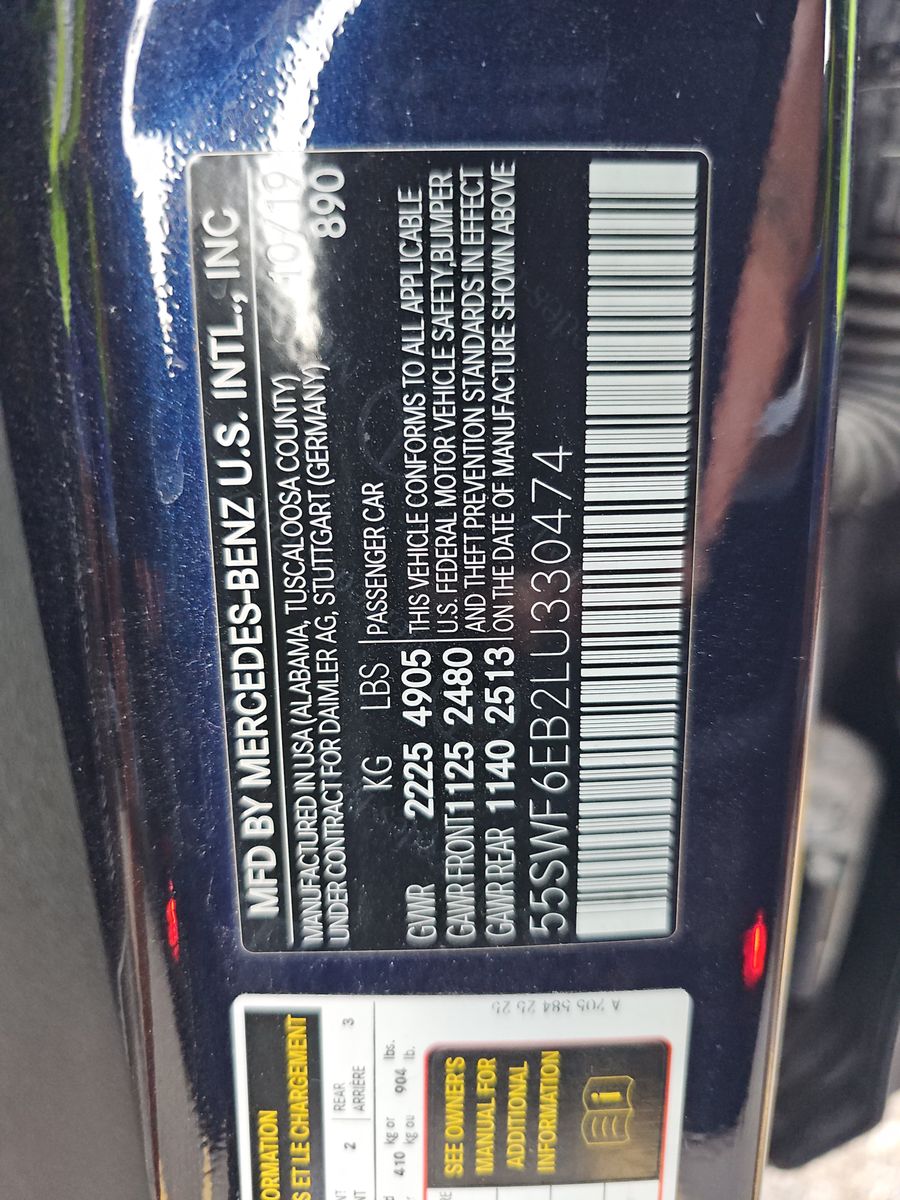 MFD BY MERCEDES-BENZ U.S. INTL., INC
MANUFACTURED IN USA (ALABAMA, TUSCALOOSA COUNTY) 10/19
UNDER CONTRACT FOR DAIMLER AG, STUTTGART (GERMANY) 890
KG LBS PASSENGER CAR
GVWR 2225 4905 THIS VEHICLE CONFORMS TO ALL APPLICABLE
GAWR FRONT 1125 2480 U.S. FEDERAL MOTOR VEHICLE SAFETY,BUMPER
GAWR REAR 1140 2513 AND THEFT PREVENTION STANDARDS IN EFFECT
ON THE DATE OF MANUFACTURE SHOWN ABOVE
55SWF6EB2LU330474
S ET LE CHARGEMENT
2 REAR 3
ARRIÈRE
410 kg or 904 lbs.
kg ou lb.
SEE OWNER'S
MANUAL FOR
ADDITIONAL
INFORMATION
A 205 584 25 25